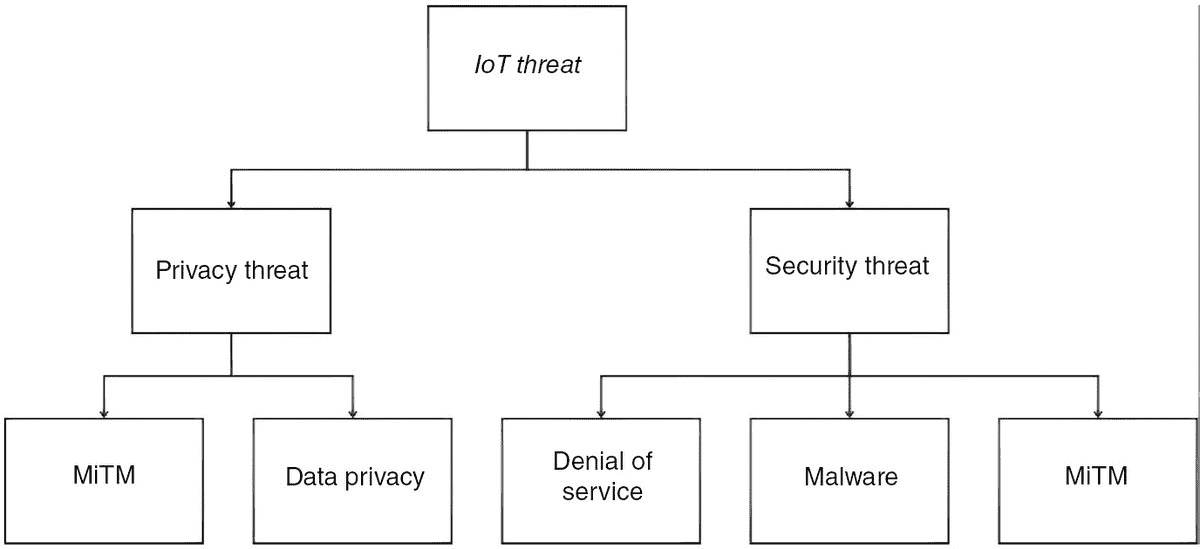 IoT threat
Privacy threat
Security threat
MiTM
Data privacy
Denial of
service
Malware
MiTM